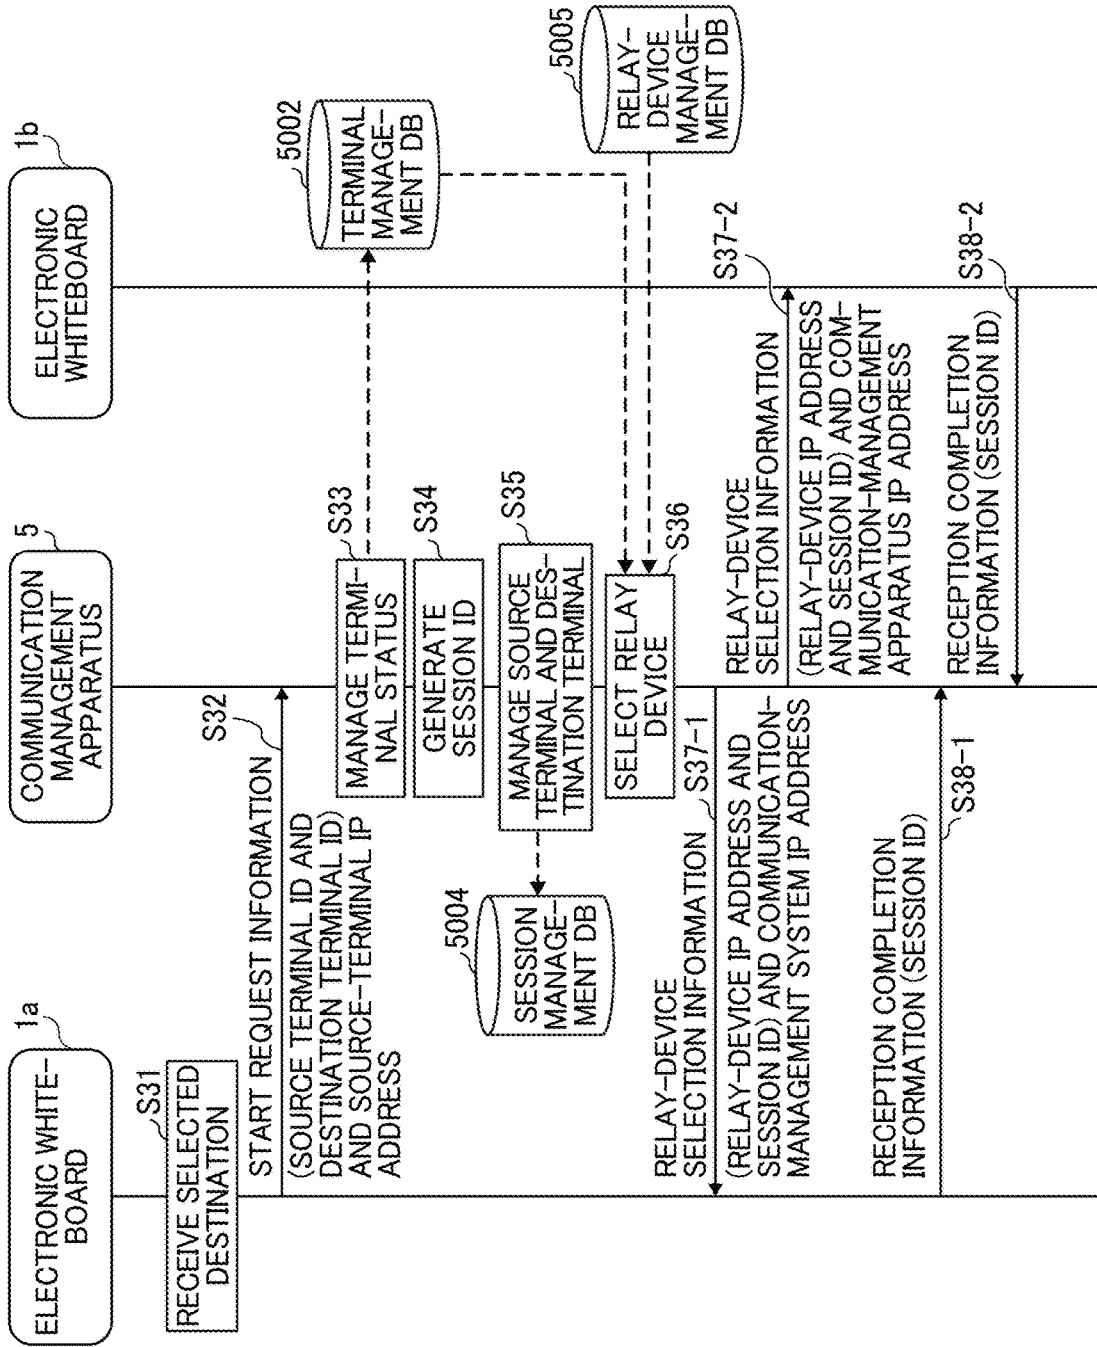 1a
ELECTRONIC WHITE-
BOARD
5
COMMUNICATION
MANAGEMENT
APPARATUS
1b
ELECTRONIC
WHITEBOARD
S31
RECEIVE SELECTED
DESTINATION
S32
START REQUEST INFORMATION
(SOURCE TERMINAL ID AND
DESTINATION TERMINAL ID)
AND SOURCE-TERMINAL IP
ADDRESS
S33
MANAGE TERMI-
NAL STATUS
5002
TERMINAL
MANAGE-
MENT DB
S34
GENERATE
SESSION ID
S35
MANAGE SOURCE
TERMINAL AND DES-
TINATION TERMINAL
5004
SESSION
MANAGE-
MENT DB
S36
SELECT RELAY
DEVICE
5005
RELAY-
DEVICE
MANAGE-
MENT DB
RELAY-DEVICE
SELECTION INFORMATION
S37-1
(RELAY-DEVICE IP ADDRESS AND
SESSION ID) AND COMMUNICATION-
MANAGEMENT SYSTEM IP ADDRESS
RELAY-DEVICE
SELECTION INFORMATION
S37-2
(RELAY-DEVICE IP ADDRESS
AND SESSION ID) AND COM-
MUNICATION-MANAGEMENT
APPARATUS IP ADDRESS
RECEPTION COMPLETION
INFORMATION (SESSION ID)
S38-1
RECEPTION COMPLETION
INFORMATION (SESSION ID)
S38-2